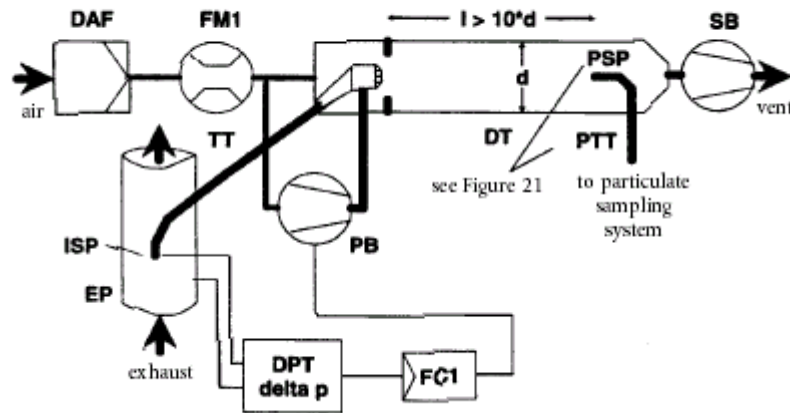 DAF
FM1
l > 10*d
SB
air
d
PSP
vent
TT
DT
PTT
see Figure 21
to particulate
sampling
system
PB
ISP
EP
exhaust
DPT
delta p
FC1